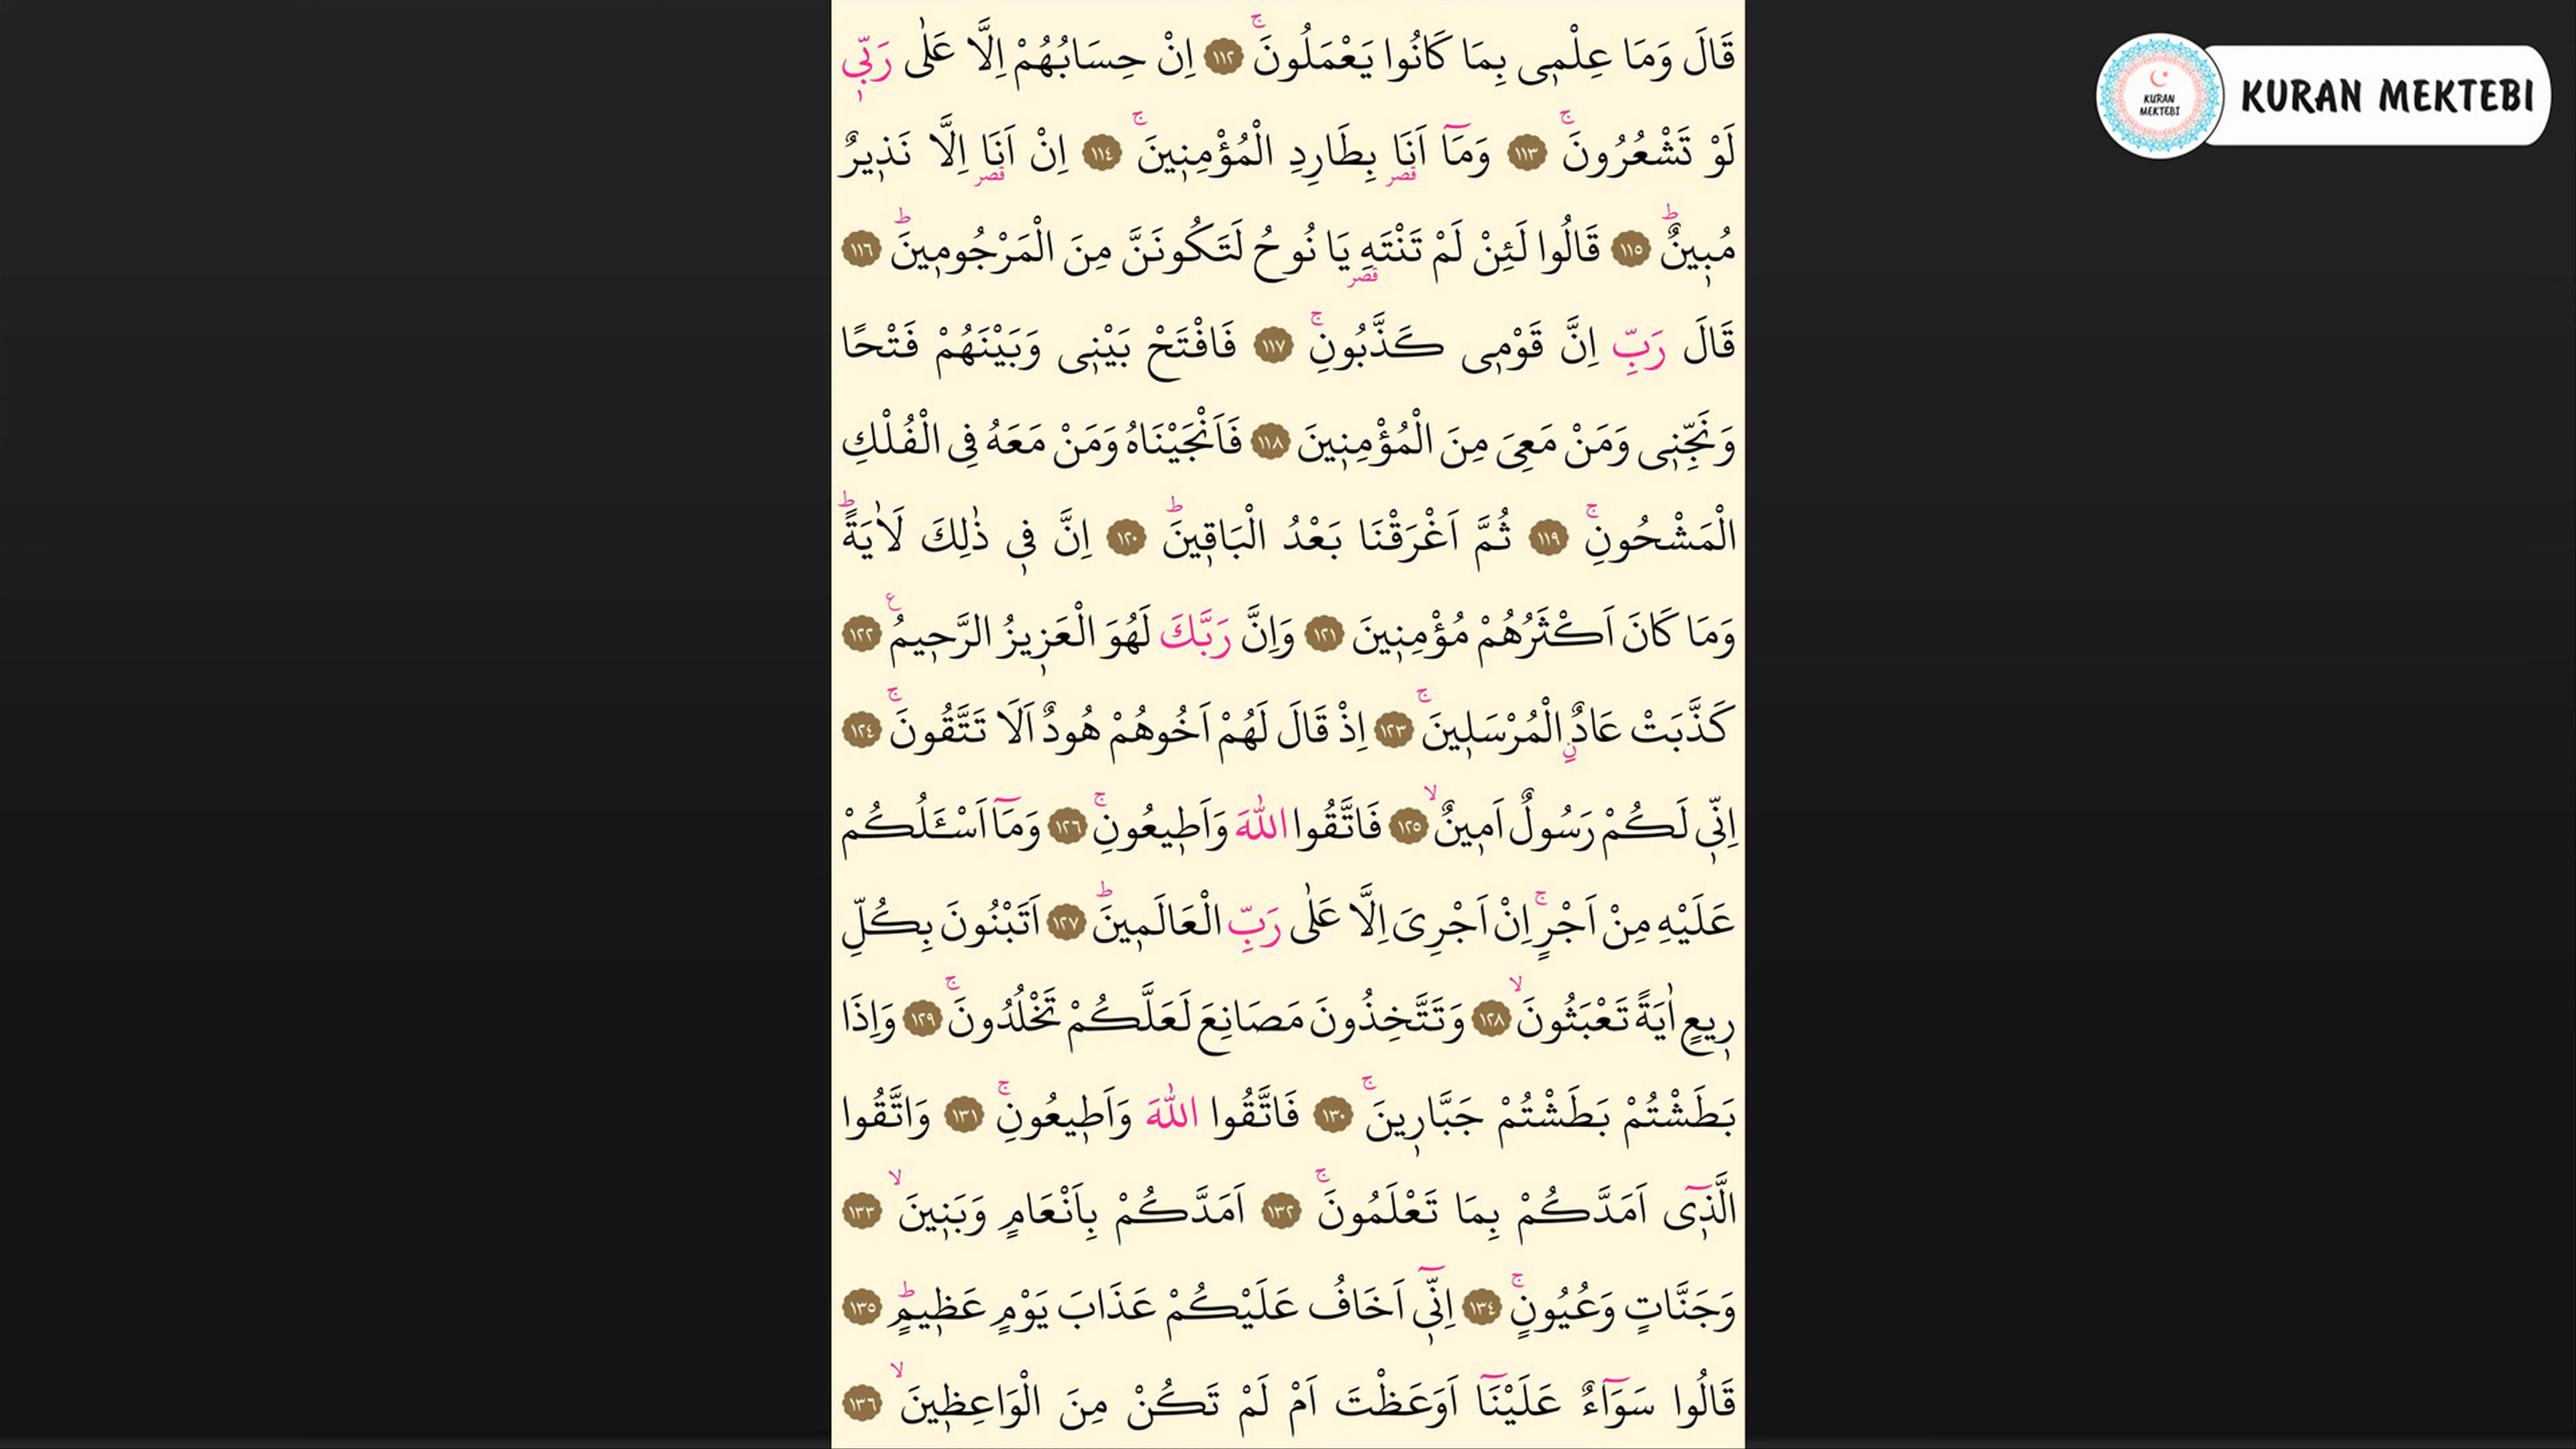 قَالَ وَمَا عِلْمٖى بِمَا كَانُوا يَعْمَلُونَۚ ﴿١١٢﴾ اِنْ حِسَابُهُمْ اِلَّا عَلٰى رَبّٖى
لَوْ تَشْعُرُونَۚ ﴿١١٣﴾ وَمَٓا اَنَا۬ قصر بِطَارِدِ الْمُؤْمِنٖينَۚ ﴿١١٤﴾ اِنْ اَنَا۬ قصر اِلَّا نَذٖيرٌ
مُبٖينٌۜ ﴿١١٥﴾ قَالُوا لَئِنْ لَمْ تَنْتَهِ قصر يَا نُوحُ لَتَكُونَنَّ مِنَ الْمَرْجُومٖينَۜ ﴿١١٦﴾
قَالَ رَبِّ اِنَّ قَوْمٖى كَذَّبُونِۚ ﴿١١٧﴾ فَافْتَحْ بَيْنٖى وَبَيْنَهُمْ فَتْحًا
وَنَجِّنٖى وَمَنْ مَعِىَ مِنَ الْمُؤْمِنٖينَ ﴿١١٨﴾ فَاَنْجَيْنَاهُ وَمَنْ مَعَهُ فِى الْفُلْكِ
الْمَشْحُونِۚ ﴿١١٩﴾ ثُمَّ اَغْرَقْنَا بَعْدُ الْبَاقٖينَۜ ﴿١٢٠﴾ اِنَّ فٖى ذٰلِكَ لَاٰيَةًۜ
وَمَا كَانَ اَكْثَرُهُمْ مُؤْمِنٖينَ ﴿١٢١﴾ وَاِنَّ رَبَّكَ لَهُوَ الْعَزٖيزُ الرَّحٖيمُ ع ﴿١٢٢﴾
كَذَّبَتْ عَادٌ نِ الْمُرْسَلٖينَۚ ﴿١٢٣﴾ اِذْ قَالَ لَهُمْ اَخُوهُمْ هُودٌ اَلَا تَتَّقُونَۚ ﴿١٢٤﴾
اِنّٖى لَكُمْ رَسُولٌ اَمٖينٌۙ ﴿١٢٥﴾ فَاتَّقُوا اللّٰهَ وَاَطٖيعُونِۚ ﴿١٢٦﴾ وَمَٓا اَسْـَٔلُكُمْ
عَلَيْهِ مِنْ اَجْرٍۚ اِنْ اَجْرِىَ اِلَّا عَلٰى رَبِّ الْعَالَمٖينَۜ ﴿١٢٧﴾ اَتَبْنُونَ بِكُلِّ
رٖيعٍ اٰيَةً تَعْبَثُونَۙ ﴿١٢٨﴾ وَتَتَّخِذُونَ مَصَانِعَ لَعَلَّكُمْ تَخْلُدُونَۚ ﴿١٢٩﴾ وَاِذَا
بَطَشْتُمْ بَطَشْتُمْ جَبَّارٖينَۚ ﴿١٣٠﴾ فَاتَّقُوا اللّٰهَ وَاَطٖيعُونِۚ ﴿١٣١﴾ وَاتَّقُوا
الَّذٖٓى اَمَدَّكُمْ بِمَا تَعْلَمُونَۚ ﴿١٣٢﴾ اَمَدَّكُمْ بِاَنْعَامٍ وَبَنٖينَۙ ﴿١٣٣﴾
وَجَنَّاتٍ وَعُيُونٍۚ ﴿١٣٤﴾ اِنّٖٓى اَخَافُ عَلَيْكُمْ عَذَابَ يَوْمٍ عَظٖيمٍۜ ﴿١٣٥﴾
قَالُوا سَوَٓاءٌ عَلَيْنَٓا اَوَعَظْتَ اَمْ لَمْ تَكُنْ مِنَ الْوَاعِظٖينَۙ ﴿١٣٦﴾
KURAN MEKTEBI
KURAN
MEKTEBI